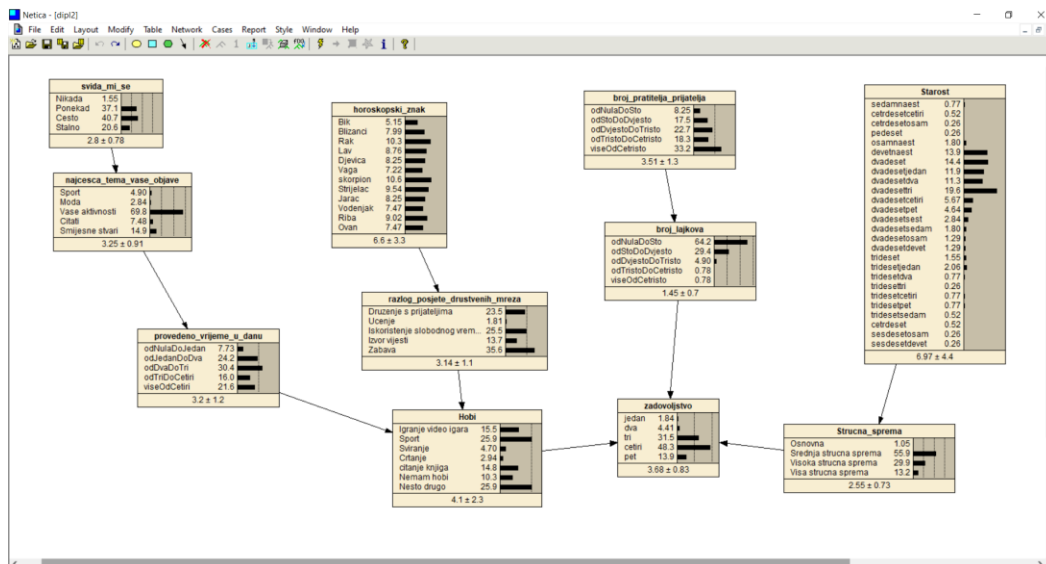 Netica - [dipl2]
File Edit Layout Modify Table Network Cases Report Style Window Help
svida_mi_se
Nikada 1.55
Ponekad 37.1
Cesto 40.7
Stalno 20.6
2.8 ± 0.78
najcesca_tema_vase_objave
Sport 4.90
Moda 2.84
Vase aktivnosti 69.8
Citati 7.48
Smijesne stvari 14.9
3.25 ± 0.91
provedeno_vrijeme_u_danu
odNulaDoJedan 7.73
odJedanDoDva 24.2
odDvaDoTri 30.4
odTriDoCetiri 16.0
viseOdCetiri 21.6
3.2 ± 1.2
horoskopski_znak
Bik 5.15
Blizanci 7.99
Rak 10.3
Lav 8.76
Djevica 8.25
Vaga 7.22
skorpion 10.6
Strijelac 9.54
Jarac 8.25
Vodenjak 7.47
Riba 9.02
Ovan 7.47
6.6 ± 3.3
razlog_posjete_drustvenih_mreza
Druzenje s prijateljima 23.5
Ucenje 1.81
Iskoristenje slobodnog vrem... 25.5
Izvor vijesti 13.7
Zabava 35.6
3.14 ± 1.1
Hobi
Igranje video igara 15.5
Sport 25.9
Sviranje 4.70
Crtanje 2.94
citanje knjiga 14.8
Nemam hobi 10.3
Nesto drugo 25.9
4.1 ± 2.3
broj_pratitelja_prijatelja
odNulaDoSto 8.25
odStoDoDvjesto 17.5
odDvjestoDoTristo 22.7
odTristoDoCetristo 18.3
viseOdCetristo 33.2
3.51 ± 1.3
broj_lajkova
odNulaDoSto 64.2
odStoDoDvjesto 29.4
odDvjestoDoTristo 4.90
odTristoDoCetristo 0.78
viseOdCetristo 0.78
1.45 ± 0.7
zadovoljstvo
jedan 1.84
dva 4.41
tri 31.5
cetiri 48.3
pet 13.9
3.68 ± 0.83
Starost
sedamnaest 0.77
cetrdesetcetiri 0.52
cetrdesetosam 0.26
pedeset 0.26
osamnaest 1.80
devetnaest 13.9
dvadeset 14.4
dvadesetjedan 11.9
dvadesetdva 11.3
dvadesettri 19.6
dvadesetcetiri 5.67
dvadesetpet 4.64
dvadesetsest 2.84
dvadesetsedam 1.80
dvadesetosam 1.29
dvadesetdevet 1.29
trideset 1.55
tridesetjedan 2.06
tridesetdva 0.77
tridesettri 0.26
tridesetcetiri 0.77
tridesetpet 0.77
tridesetsedam 0.52
cetrdeset 0.52
sesdesetosam 0.26
sesdesetdevet 0.26
6.97 ± 4.4
Strucna_sprema
Osnovna 1.05
Srednja strucna sprema 55.9
Visoka strucna sprema 29.9
Visa strucna sprema 13.2
2.55 ± 0.73